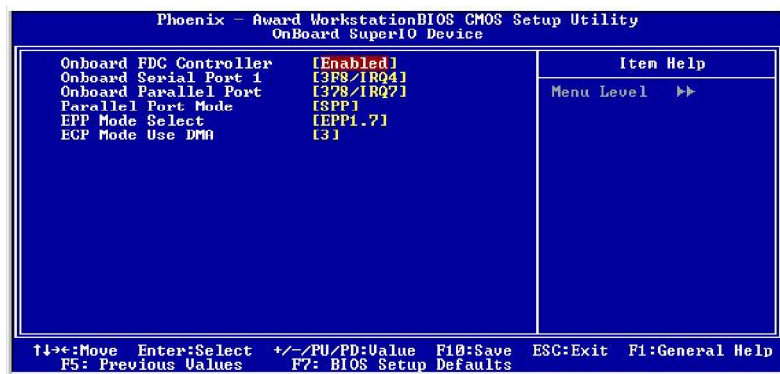 Phoenix - Award WorkstationBIOS CMOS Setup Utility
OnBoard SuperIO Device
Onboard FDC Controller [Enabled]
Onboard Serial Port 1 [3F8/IRQ4]
Onboard Parallel Port [378/IRQ7]
Parallel Port Mode [SPP]
EPP Mode Select [EPP1.7]
ECP Mode Use DMA [3]
Item Help
Menu Level ▸▸
↑↓→←:Move Enter:Select +/-/PU/PD:Value F10:Save ESC:Exit F1:General Help
F5: Previous Values F7: BIOS Setup Defaults